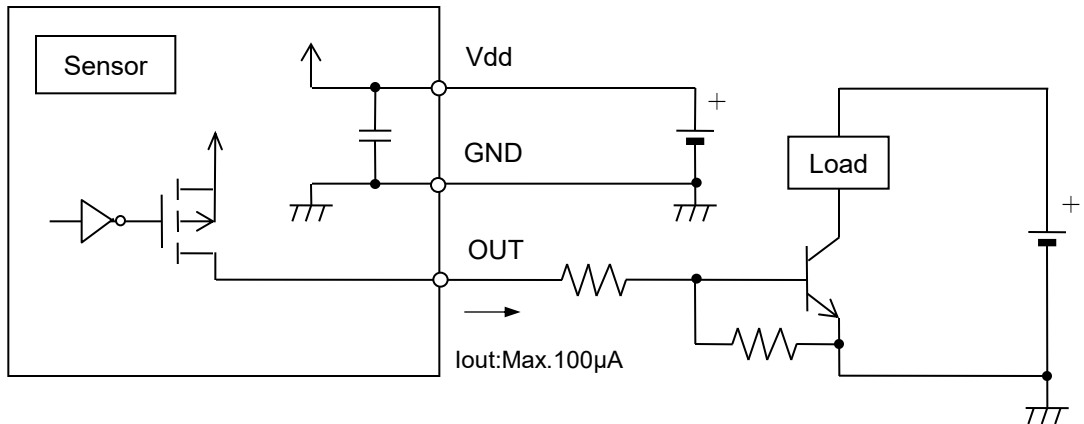 Sensor
Vdd
+
GND
Load
+
OUT
Iout:Max.100µA